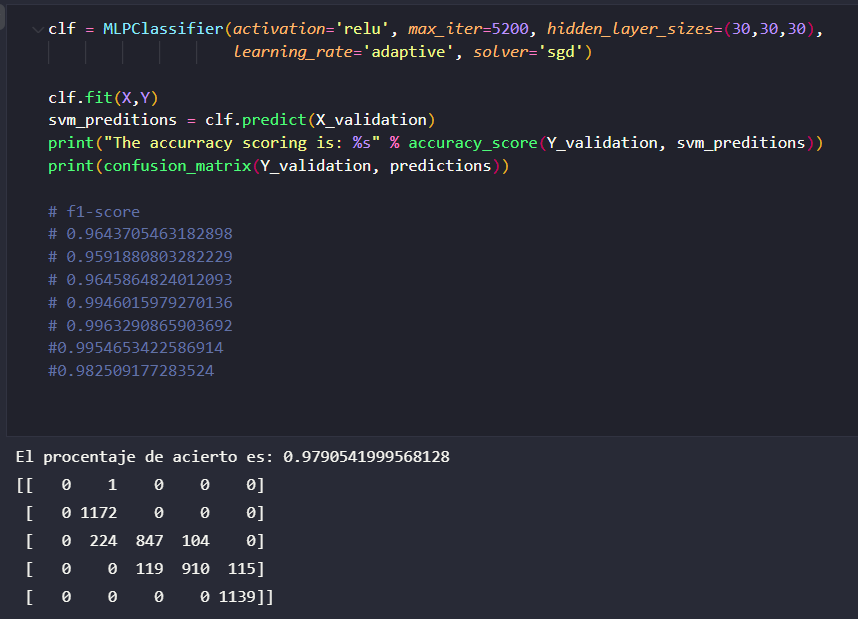 clf = MLPClassifier(activation='relu', max_iter=5200, hidden_layer_sizes=(30,30,30),
learning_rate='adaptive', solver='sgd')
clf.fit(X,Y)
svm_preditions = clf.predict(X_validation)
print("The accurracy scoring is: %s" % accuracy_score(Y_validation, svm_preditions))
print(confusion_matrix(Y_validation, predictions))
# f1-score
# 0.9643705463182898
# 0.9591880803282229
# 0.9645864824012093
# 0.9946015979270136
# 0.9963290865903692
#0.9954653422586914
#0.982509177283524
El procentaje de acierto es: 0.9790541999568128
[[ 0 1 0 0 0]
[ 0 1172 0 0 0]
[ 0 224 847 104 0]
[ 0 0 119 910 115]
[ 0 0 0 0 1139]]